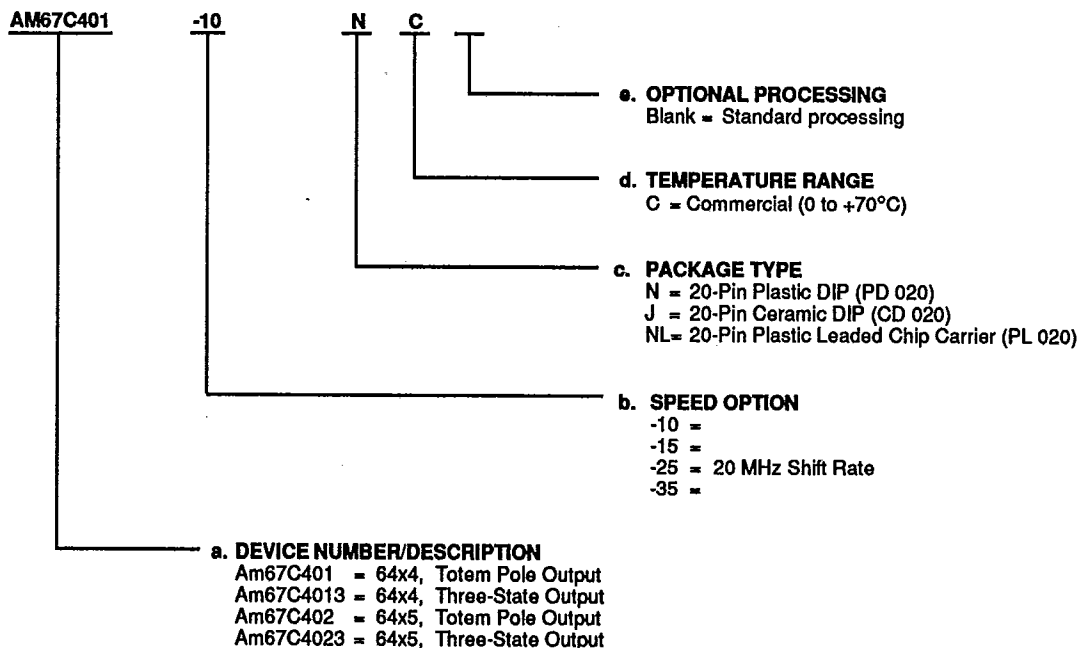 AM67C401 -10 N C
e. OPTIONAL PROCESSING
Blank = Standard processing
d. TEMPERATURE RANGE
C = Commercial (0 to +70°C)
c. PACKAGE TYPE
N = 20-Pin Plastic DIP (PD 020)
J = 20-Pin Ceramic DIP (CD 020)
NL= 20-Pin Plastic Leaded Chip Carrier (PL 020)
b. SPEED OPTION
-10 =
-15 =
-25 = 20 MHz Shift Rate
-35 =
a. DEVICE NUMBER/DESCRIPTION
Am67C401 = 64x4, Totem Pole Output
Am67C4013 = 64x4, Three-State Output
Am67C402 = 64x5, Totem Pole Output
Am67C4023 = 64x5, Three-State Output